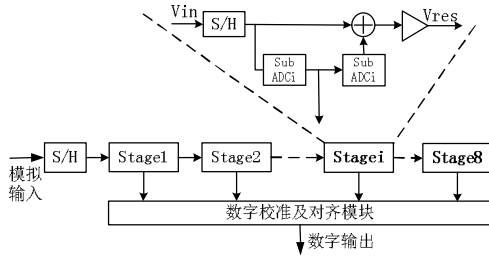 Vin
S/H
Vres
Sub
ADCi
Sub
ADCi
S/H
Stage1
Stage2
Stagei
Stage8
模拟
输入
数字校准及对齐模块
数字输出